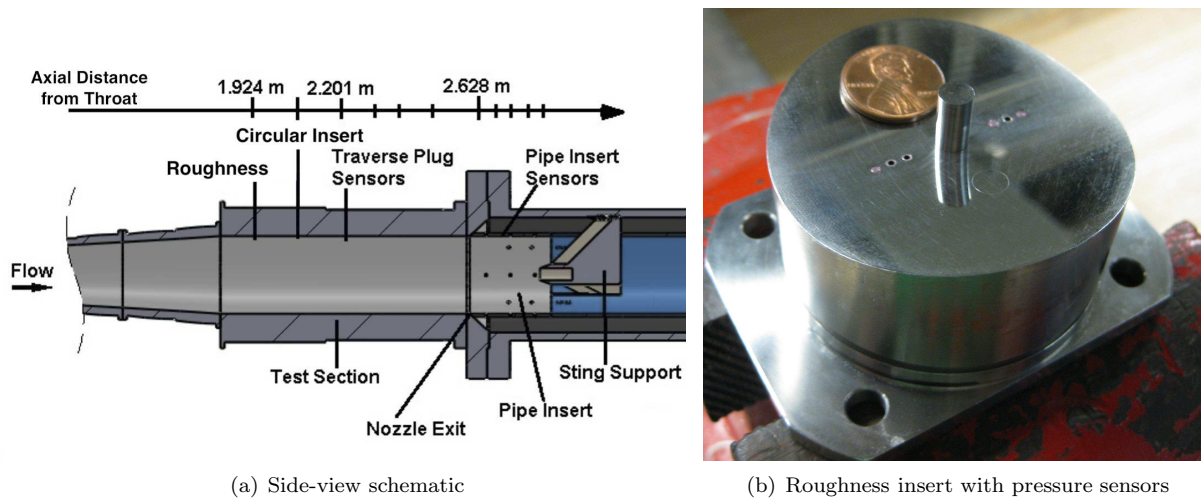 Axial Distance
from Throat
1.924 m
2.201 m
2.628 m
Circular Insert
Roughness
Traverse Plug
Sensors
Pipe Insert
Sensors
Flow
Test Section
Sting Support
Pipe Insert
Nozzle Exit
(a) Side-view schematic
(b) Roughness insert with pressure sensors